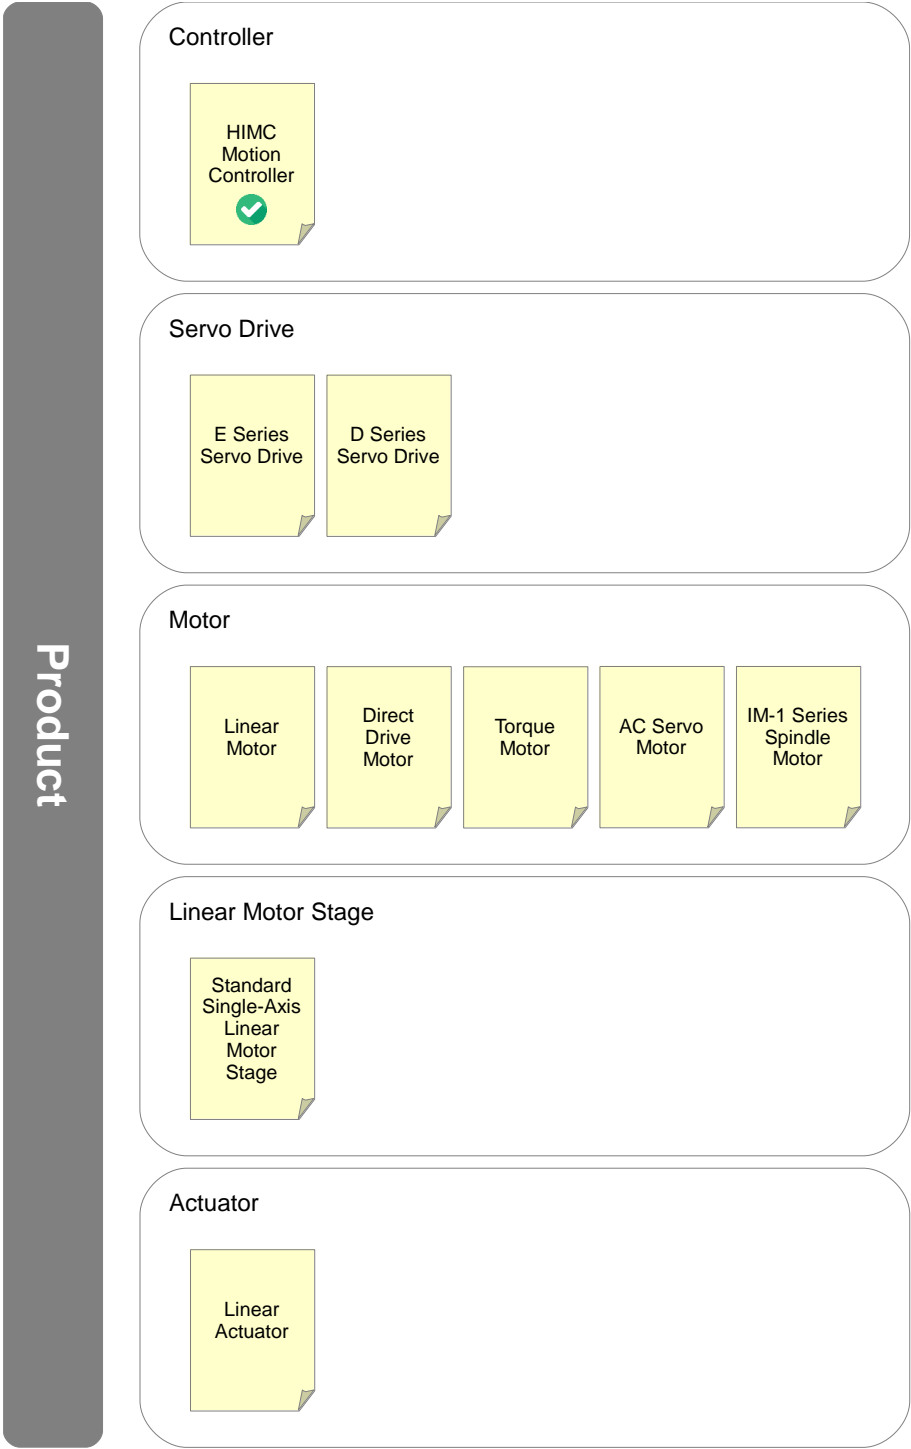 Product
Controller
HIMC
Motion
Controller
Servo Drive
E Series
Servo Drive
D Series
Servo Drive
Motor
Linear
Motor
Direct
Drive
Motor
Torque
Motor
AC Servo
Motor
IM-1 Series
Spindle
Motor
Linear Motor Stage
Standard
Single-Axis
Linear
Motor
Stage
Actuator
Linear
Actuator